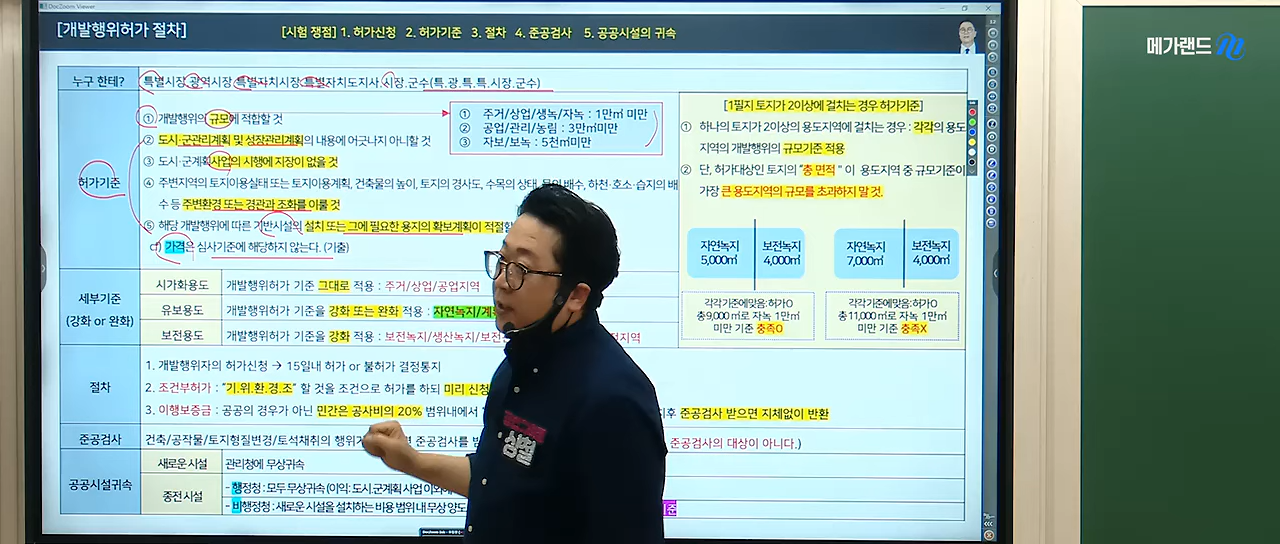 DocZoom Viewer
[개발행위허가 절차]
[시험 쟁점] 1. 허가신청 2. 허가기준 3. 절차 4. 준공검사 5. 공공시설의 귀속
메가랜드
누구 한테?
특별시장.광역시장.특별자치시장.특별자치도지사.시장.군수(특.광.특.특.시장.군수)
허가기준
① 개발행위의 규모에 적합할 것
② 도시·군관리계획 및 성장관리계획의 내용에 어긋나지 아니할 것
③ 도시·군계획사업의 시행에 지장이 없을 것
④ 주변지역의 토지이용실태 또는 토지이용계획, 건축물의 높이, 토지의 경사도, 수목의 상태, 물의 배수, 하천·호소·습지의 배
수 등 주변환경 또는 경관과 조화를 이룰 것
⑤ 해당 개발행위에 따른 기반시설의 설치 또는 그에 필요한 용지의 확보계획이 적절
가격은 심사기준에 해당하지 않는다. (기출)
① 주거/상업/생녹/자녹 : 1만㎡ 미만
② 공업/관리/농림 : 3만㎡미만
③ 자보/보녹 : 5천㎡미만
[1필지 토지가 2이상에 걸치는 경우 허가기준]
① 하나의 토지가 2이상의 용도지역에 걸치는 경우 : 각각의 용도
지역의 개발행위의 규모기준 적용
② 단, 허가대상인 토지의 "총 면적" 이 용도지역 중 규모기준이
가장 큰 용도지역의 규모를 초과하지 말 것.
자연녹지 5,000㎡
보전녹지 4,000㎡
자연녹지 7,000㎡
보전녹지 4,000㎡
각각기준에맞음:허가O
총9,000㎡로 자녹 1만㎡
미만 기준 충족O
각각기준에맞음:허가O
총11,000㎡로 자녹 1만㎡
미만 기준 충족X
세부기준
(강화 or 완화)
시가화용도
개발행위허가 기준 그대로 적용 : 주거/상업/공업지역
유보용도
개발행위허가 기준을 강화 또는 완화 적용 : 자연녹지/계
보전용도
개발행위허가 기준을 강화 적용 : 보전녹지/생산녹지/보전
지역
절차
1. 개발행위자의 허가신청 → 15일내 허가 or 불허가 결정통지
2. 조건부허가 : "기.위.환.경.조" 할 것을 조건으로 허가를 하되 미리 신청
3. 이행보증금 : 공공의 경우가 아닌 민간은 공사비의 20% 범위내에서
후 준공검사 받으면 지체없이 반환
준공검사
건축/공작물/토지형질변경/토석채취의 행위
면 준공검사를 받
준공검사의 대상이 아니다.)
공공시설귀속
새로운 시설
관리청에 무상귀속
종전 시설
- 행정청 : 모두 무상귀속 (이익: 도시.군계획 사업 이외에
- 비행정청 : 새로운 시설을 설치하는 비용 범위 내 무상 양도
준
상철